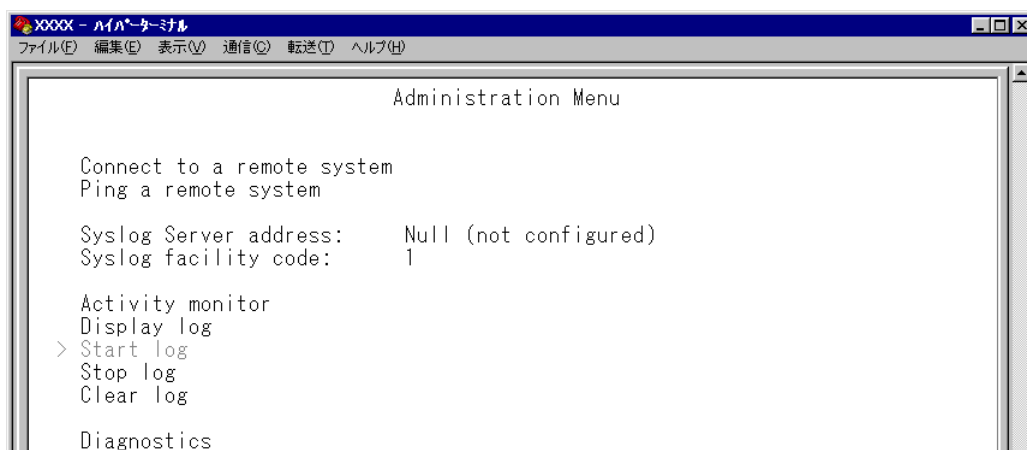 XXXX - ハイパーターミナル
ファイル(F) 編集(E) 表示(V) 通信(C) 転送(T) ヘルプ(H)
Administration Menu
Connect to a remote system
Ping a remote system
Syslog Server address: Null (not configured)
Syslog facility code: 1
Activity monitor
Display log
> Start log
Stop log
Clear log
Diagnostics